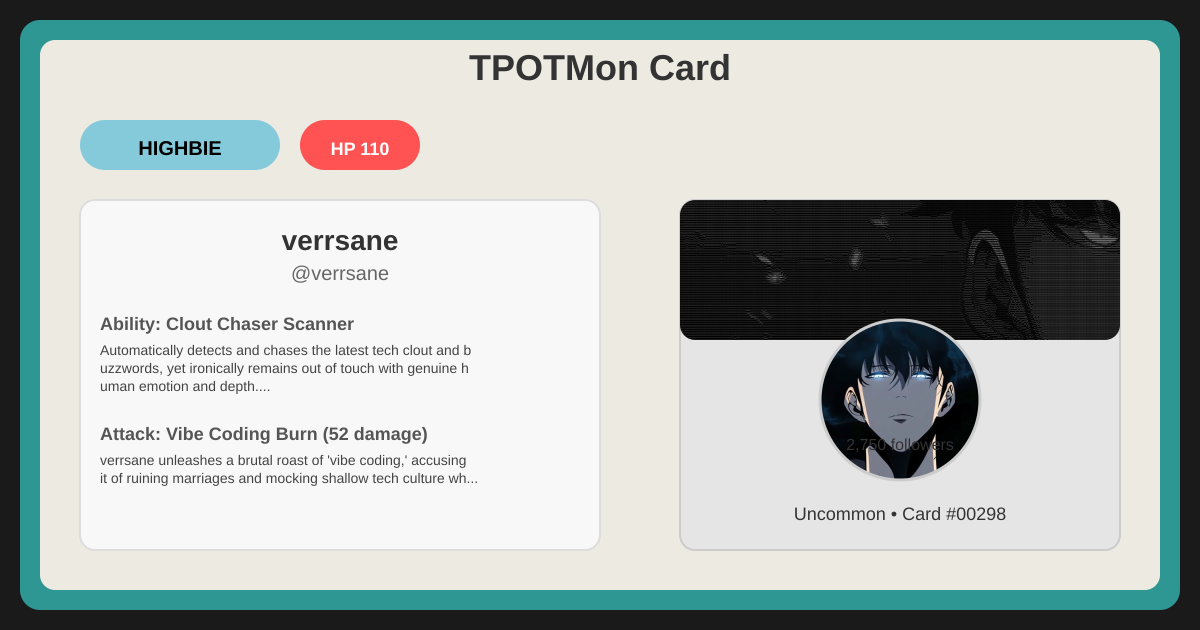 TPOTMon Card
HIGHBIE
HP 110
verrsane
@verrsane
Ability: Clout Chaser Scanner
Automatically detects and chases the latest tech clout and b
uzzwords, yet ironically remains out of touch with genuine h
uman emotion and depth....
Attack: Vibe Coding Burn (52 damage)
verrsane unleashes a brutal roast of 'vibe coding,' accusing
it of ruining marriages and mocking shallow tech culture wh...
2,750 followers
Uncommon • Card #00298